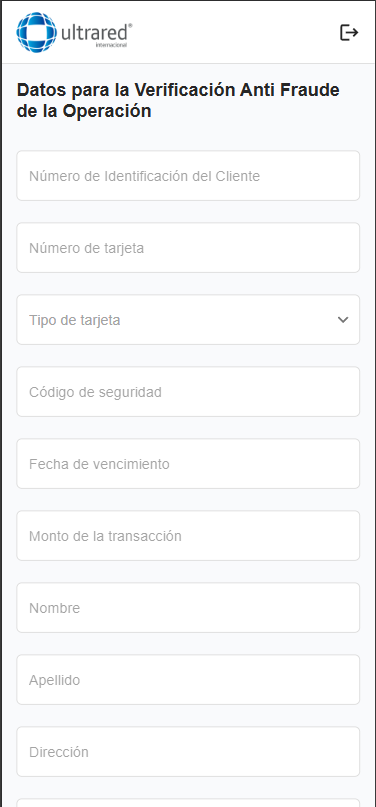 ultrared®
internacional
Datos para la Verificación Anti Fraude
de la Operación
Número de Identificación del Cliente
Número de tarjeta
Tipo de tarjeta
Código de seguridad
Fecha de vencimiento
Monto de la transacción
Nombre
Apellido
Dirección